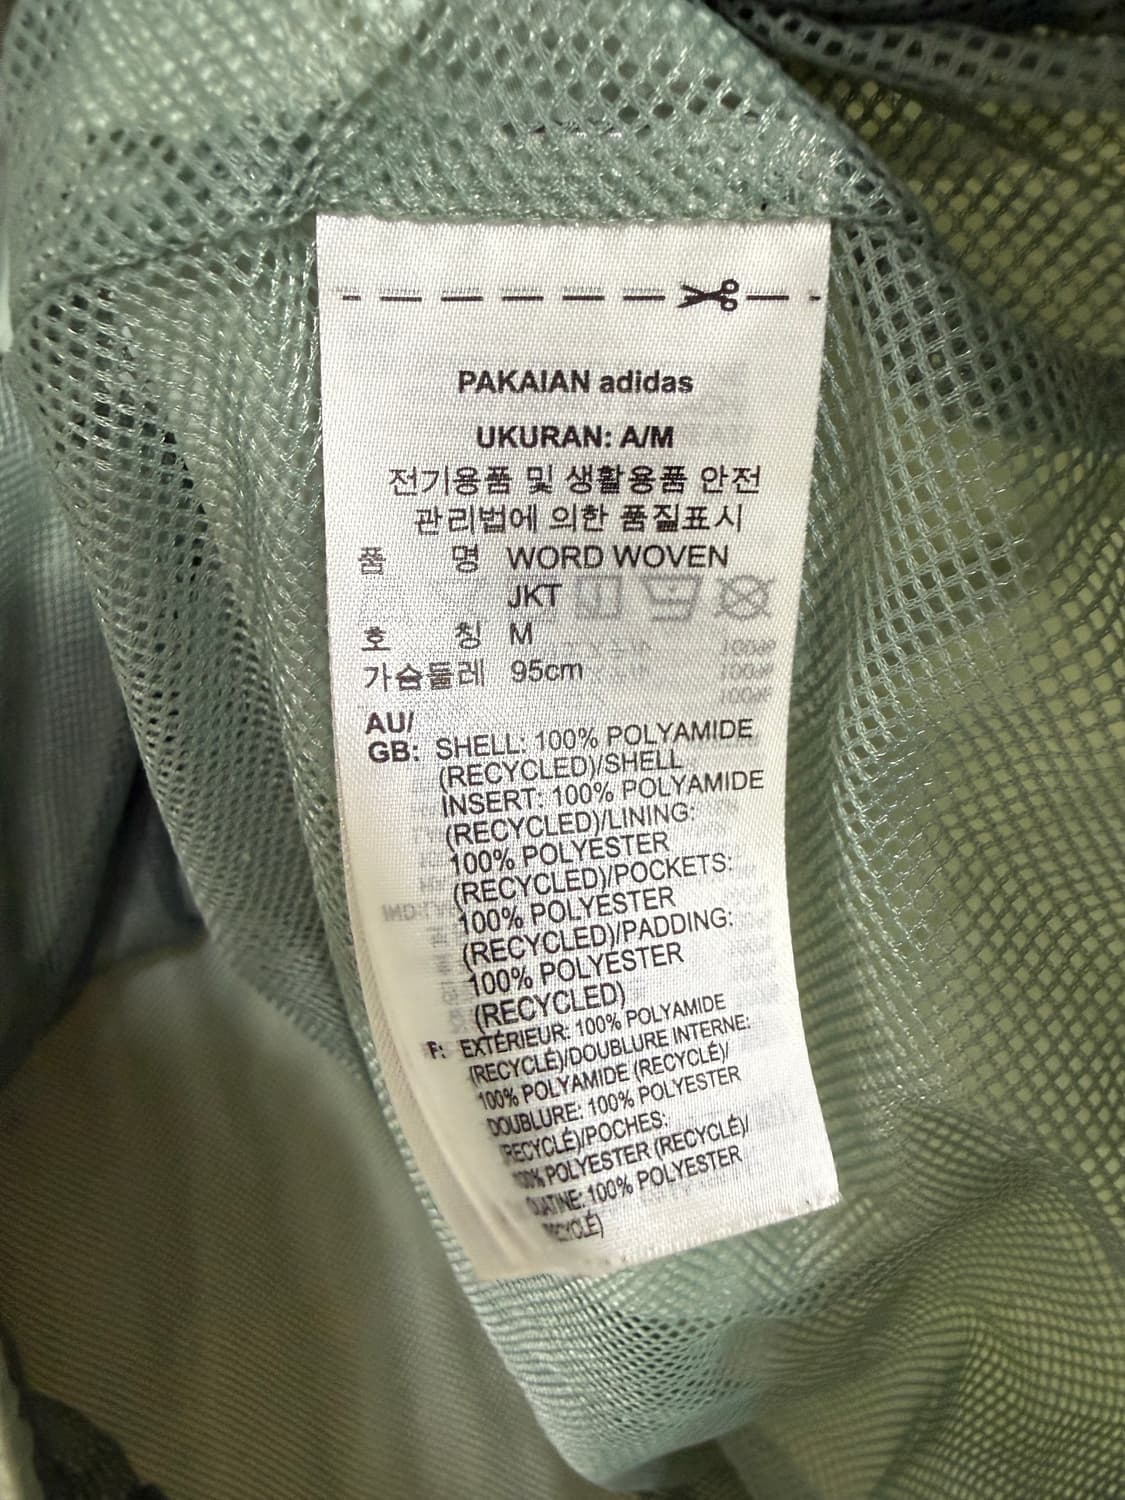 PAKAIAN adidas
UKURAN: A/M
전기용품 및 생활용품 안전
관리법에 의한 품질표시
품 명 WORD WOVEN
JKT
호 칭 M
가슴둘레 95cm
AU/
GB: SHELL: 100% POLYAMIDE
(RECYCLED)/SHELL
INSERT: 100% POLYAMIDE
(RECYCLED)/LINING:
100% POLYESTER
(RECYCLED)/POCKETS:
100% POLYESTER
(RECYCLED)/PADDING:
100% POLYESTER
(RECYCLED)
F: EXTÉRIEUR: 100% POLYAMIDE
(RECYCLÉ)/DOUBLURE INTERNE:
100% POLYAMIDE (RECYCLÉ)/
DOUBLURE: 100% POLYESTER
(RECYCLÉ)/POCHES:
100% POLYESTER (RECYCLÉ)/
OUATINE: 100% POLYESTER
(RECYCLÉ)